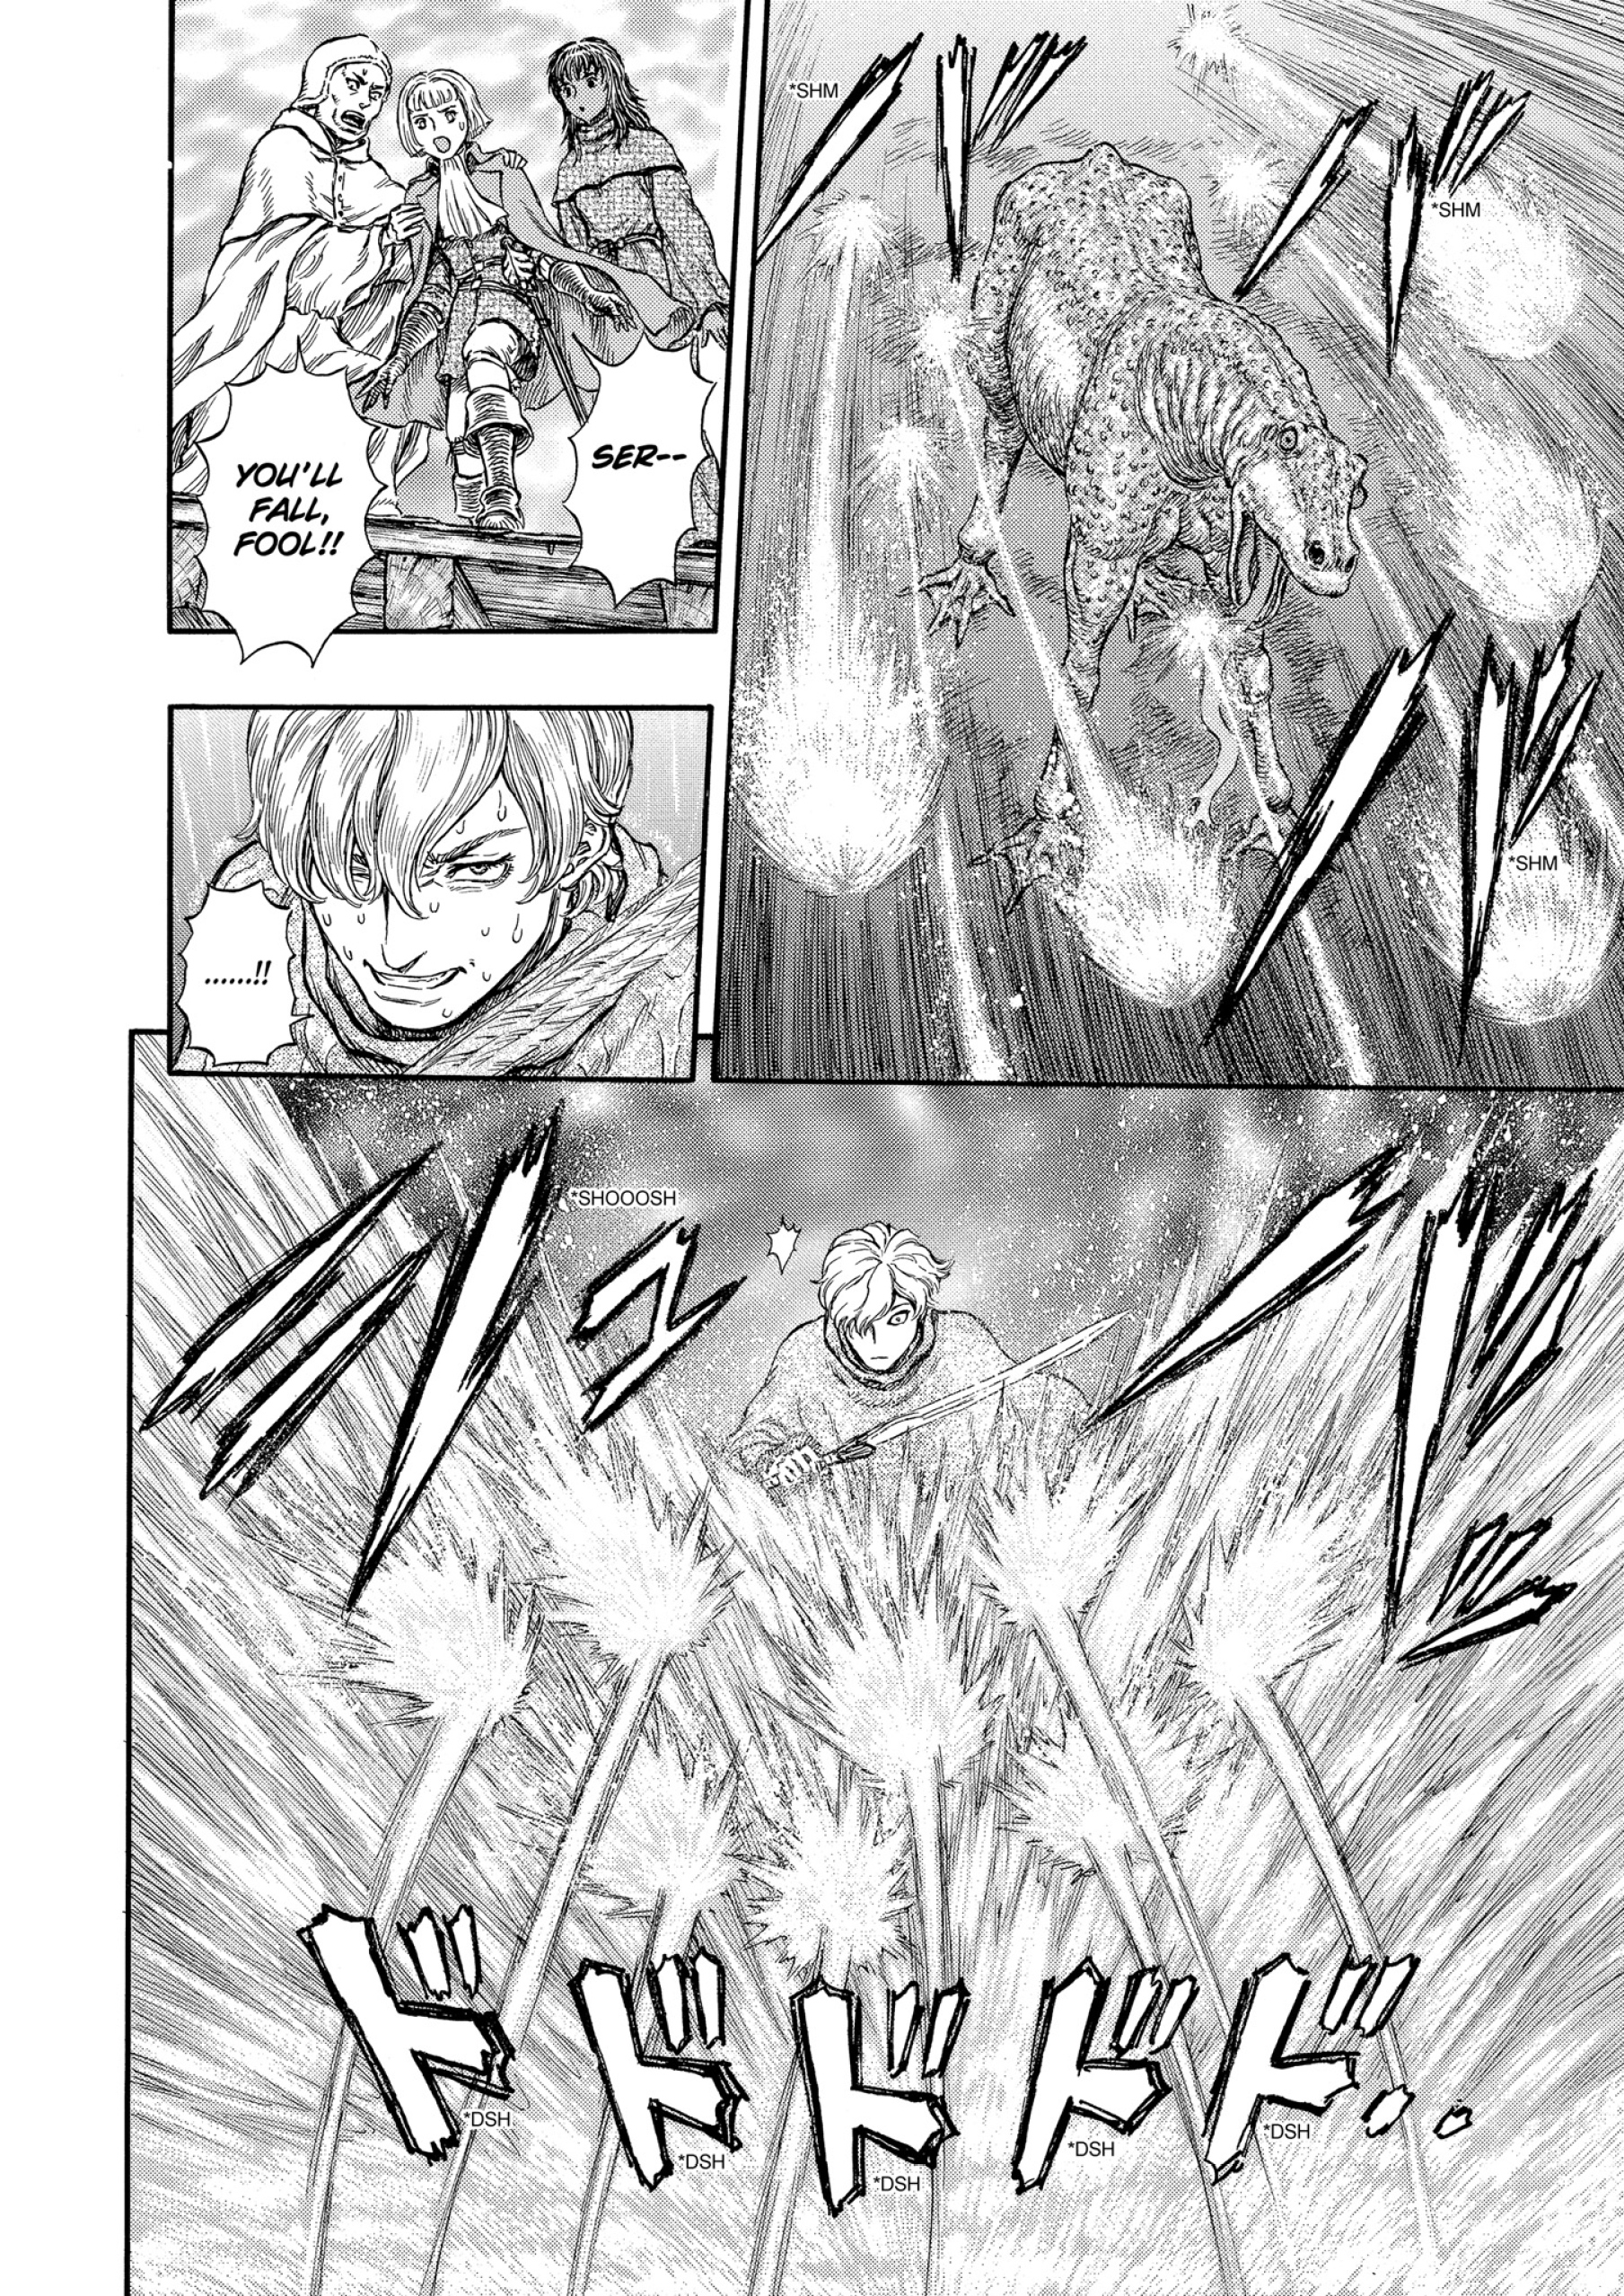 *SHM
*SHM
*SHM
SER--
YOU'LL
FALL,
FOOL!!
.......!!
*SHOOOSH
ドドドドド
*DSH
*DSH
*DSH
*DSH
*DSH